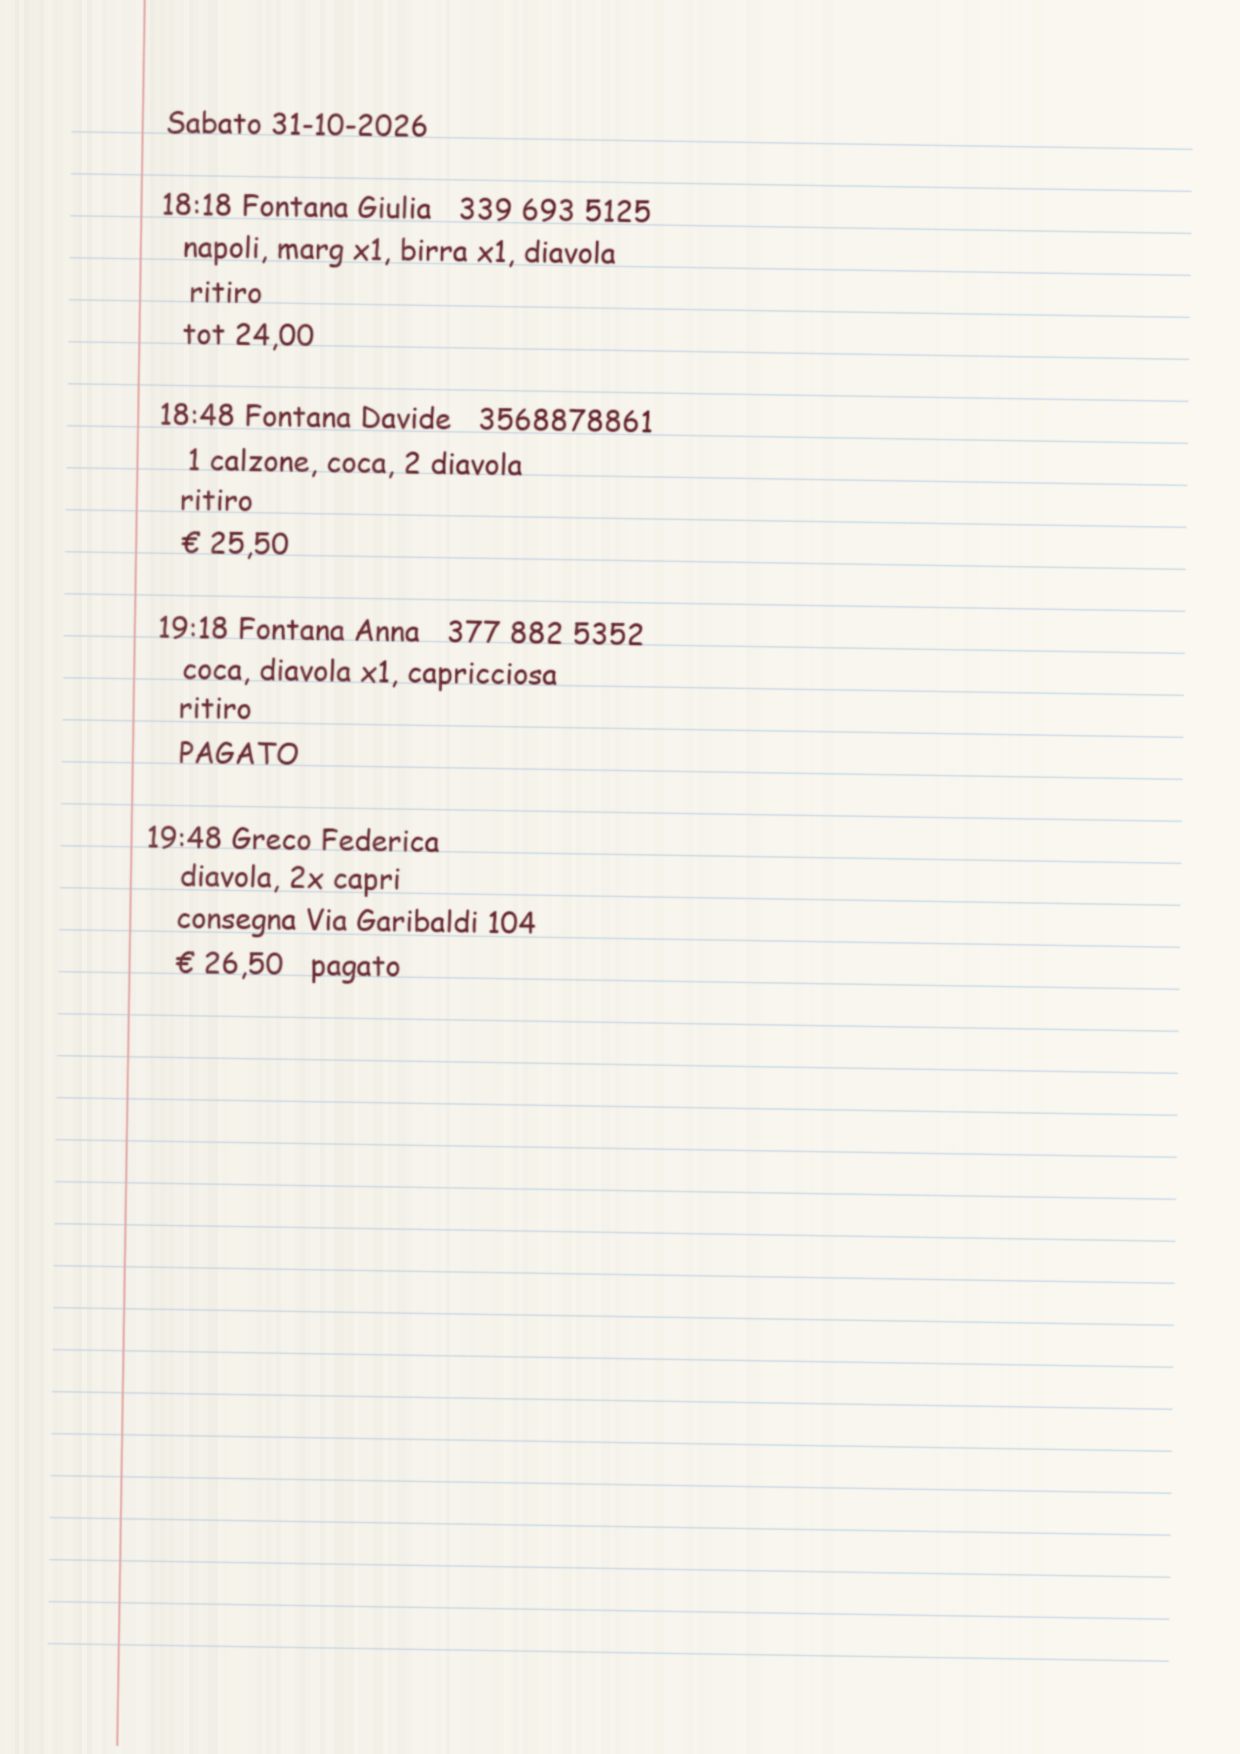 Sabato 31-10-2026
18:18 Fontana Giulia 339 693 5125
napoli, marg x1, birra x1, diavola
ritiro
tot 24,00
18:48 Fontana Davide 3568878861
1 calzone, coca, 2 diavola
ritiro
€ 25,50
19:18 Fontana Anna 377 882 5352
coca, diavola x1, capricciosa
ritiro
PAGATO
19:48 Greco Federica
diavola, 2x capri
consegna Via Garibaldi 104
€ 26,50 pagato